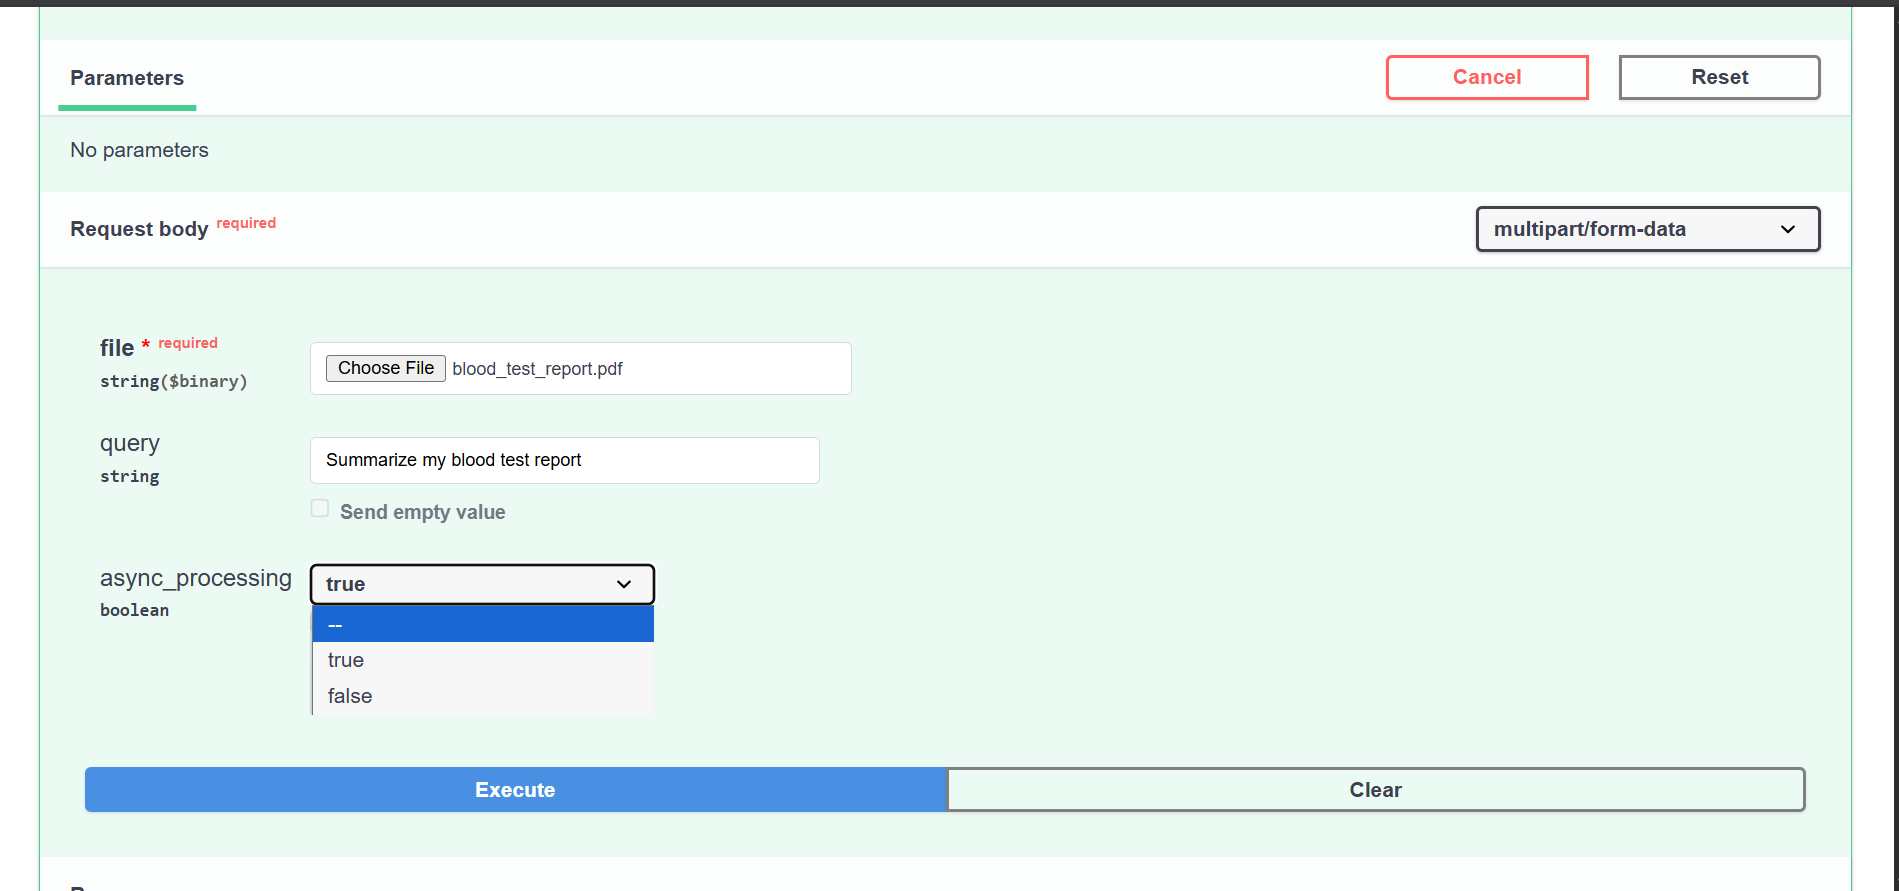 Parameters
Cancel
Reset
No parameters
Request body required
multipart/form-data
file * required
string($binary)
Choose File blood_test_report.pdf
query
string
Summarize my blood test report
Send empty value
async_processing
boolean
true
--
true
false
Execute
Clear